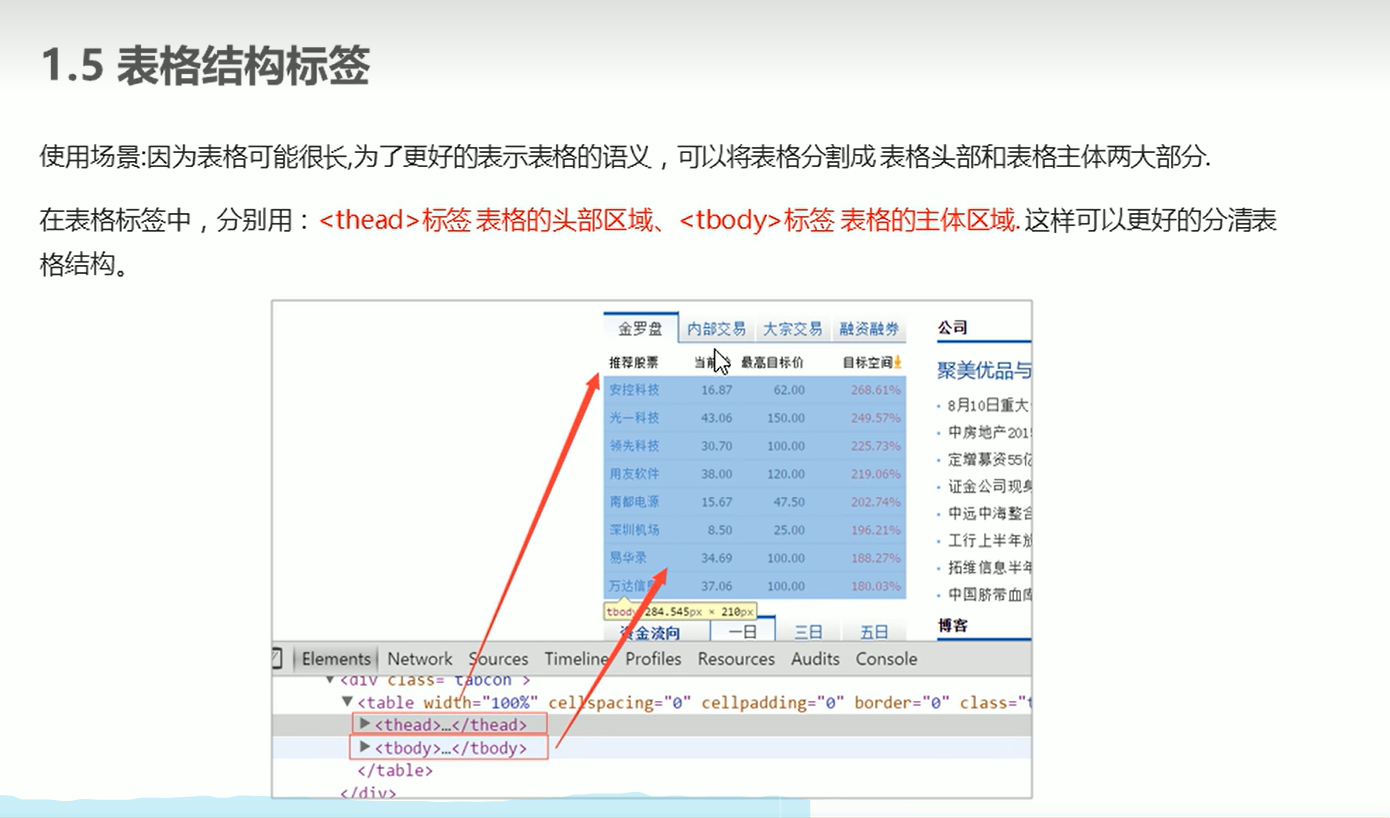 1.5 表格结构标签
使用场景:因为表格可能很长,为了更好的表示表格的语义，可以将表格分割成 表格头部和表格主体两大部分.
在表格标签中，分别用：<thead>标签 表格的头部区域、<tbody>标签 表格的主体区域. 这样可以更好的分清表
格结构。
金罗盘 内部交易 大宗交易 融资融券
推荐股票 当前 最高目标价 目标空间
安控科技 16.87 62.00 268.61%
光一科技 43.06 150.00 249.57%
领先科技 30.70 100.00 225.73%
用友软件 38.00 120.00 219.06%
南都电源 15.67 47.50 202.74%
深圳机场 8.50 25.00 196.21%
易华录 34.69 100.00 188.27%
万达信息 37.06 100.00 180.03%
tbody 284.545px × 210px
资金流向 一日 三日 五日
公司
聚美优品与
8月10日重大
中房地产201
定增募资55亿
证金公司现身
中远中海整合
工行上半年放
拓维信息半年
中国脐带血库
博客
Elements Network Sources Timeline Profiles Resources Audits Console
<div class="tabcon">
<table width="100%" cellspacing="0" cellpadding="0" border="0" class="t
<thead>…</thead>
<tbody>…</tbody>
</table>
</div>